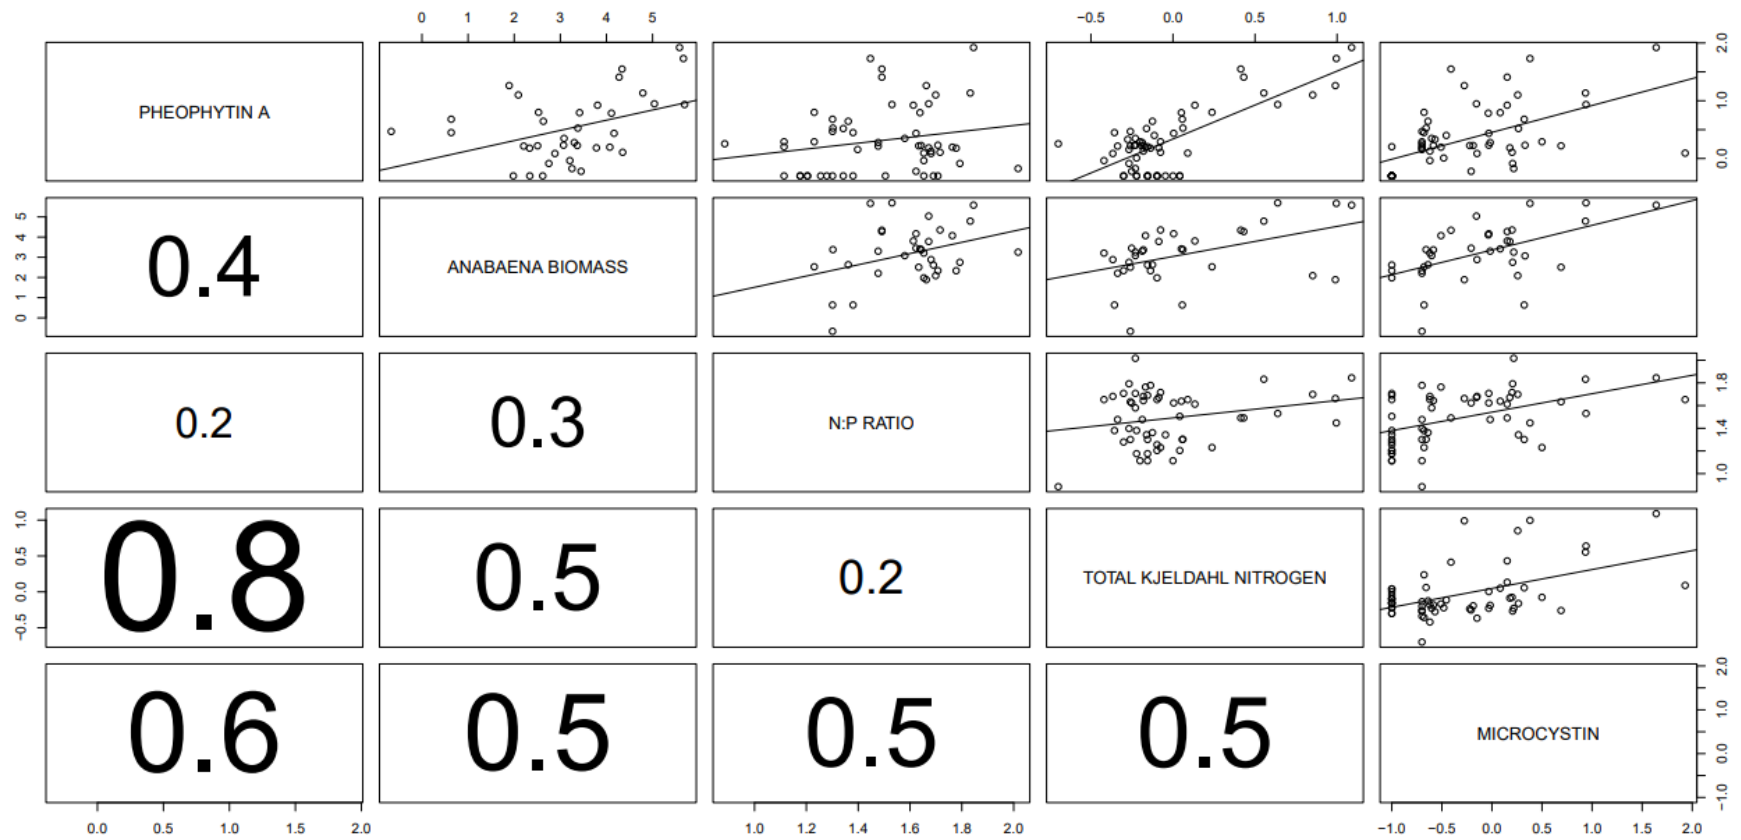 0 1 2 3 4 5 −0.5 0.0 1.0
PHEOPHYTIN A
0.0 1.0 2.0
0 1 2 3 4 5
0.4
ANABAENA BIOMASS
0.2
0.3
N:P RATIO
1.0 1.4 1.8
−0.5 0.0 0.5 1.0
0.8
0.5
0.2
TOTAL KJELDAHL NITROGEN
0.6
0.5
0.5
0.5
MICROCYSTIN
−1.0 0.0 1.0 2.0
0.0 0.5 1.0 1.5 2.0 1.0 1.2 1.4 1.6 1.8 2.0 −1.0 −0.5 0.0 0.5 1.0 1.5 2.0